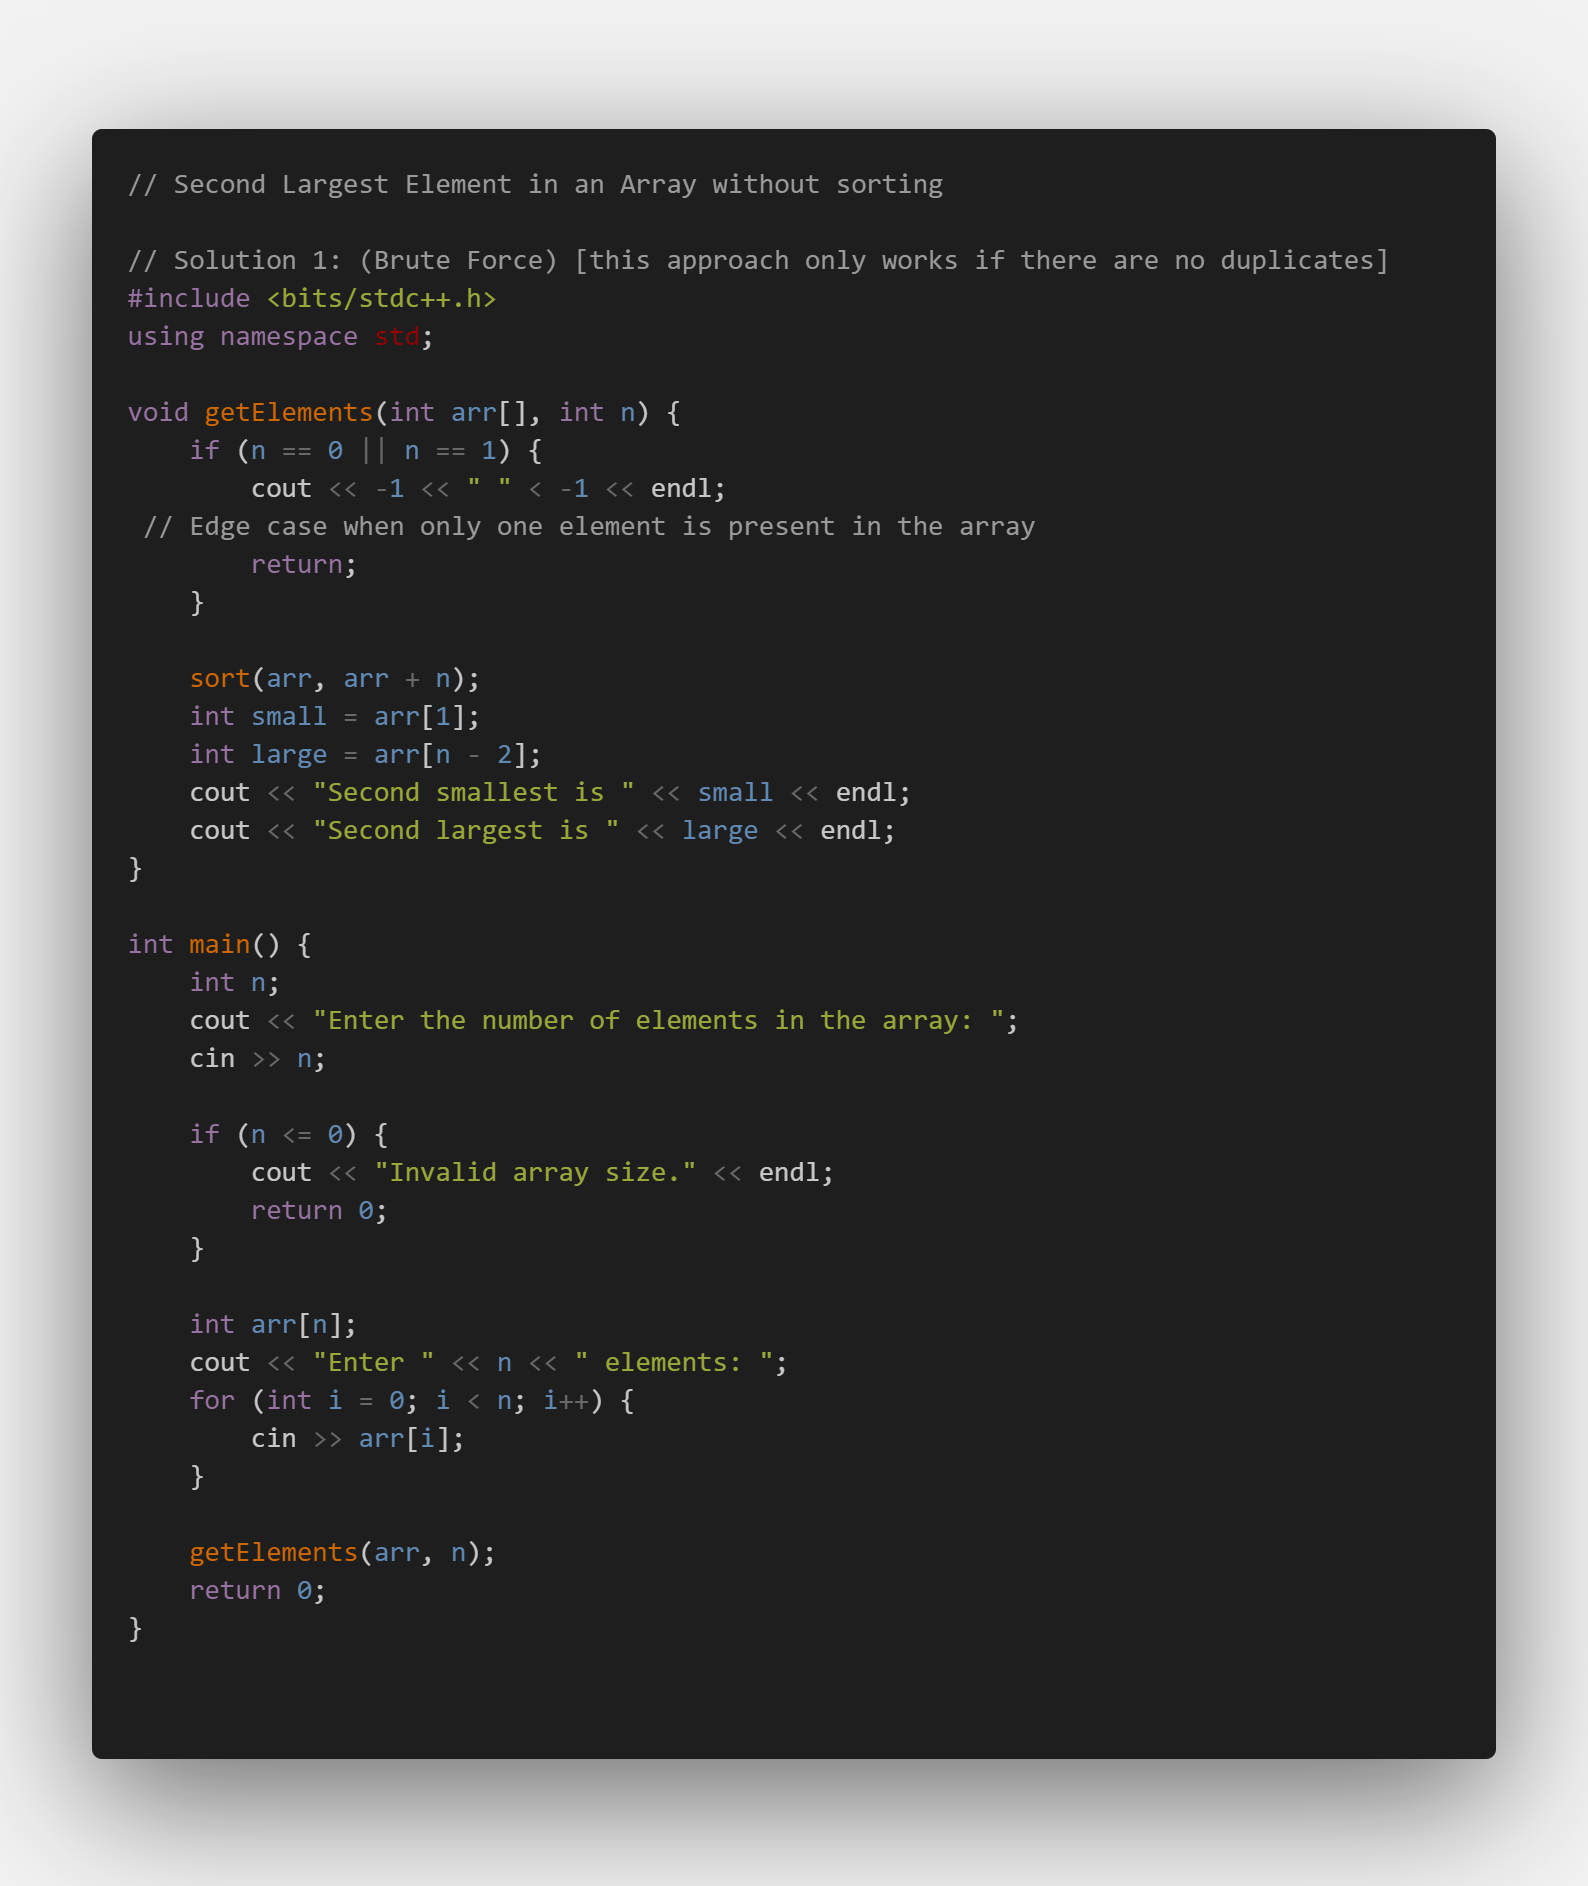 // Second Largest Element in an Array without sorting

// Solution 1: (Brute Force) [this approach only works if there are no duplicates]
#include <bits/stdc++.h>
using namespace std;

void getElements(int arr[], int n) {
    if (n == 0 || n == 1) {
        cout << -1 << " " < -1 << endl;
 // Edge case when only one element is present in the array
        return;
    }

    sort(arr, arr + n);
    int small = arr[1];
    int large = arr[n - 2];
    cout << "Second smallest is " << small << endl;
    cout << "Second largest is " << large << endl;
}

int main() {
    int n;
    cout << "Enter the number of elements in the array: ";
    cin >> n;

    if (n <= 0) {
        cout << "Invalid array size." << endl;
        return 0;
    }

    int arr[n];
    cout << "Enter " << n << " elements: ";
    for (int i = 0; i < n; i++) {
        cin >> arr[i];
    }

    getElements(arr, n);
    return 0;
}